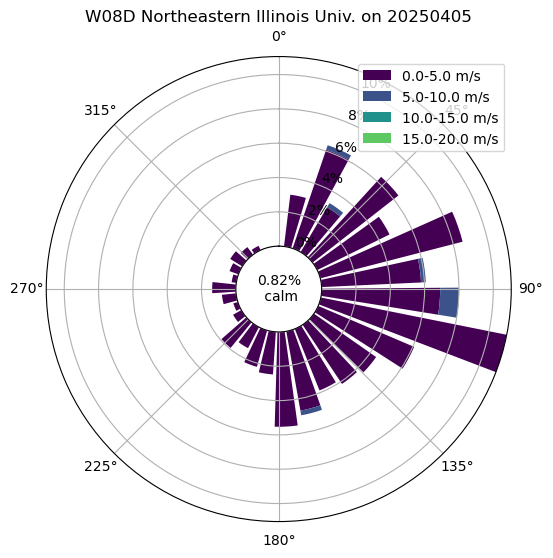 W08D Northeastern Illinois Univ. on 20250405
0°
45°
90°
135°
180°
225°
270°
315°
0%
2%
4%
6%
8%
10%
0.82%
calm
0.0-5.0 m/s
5.0-10.0 m/s
10.0-15.0 m/s
15.0-20.0 m/s